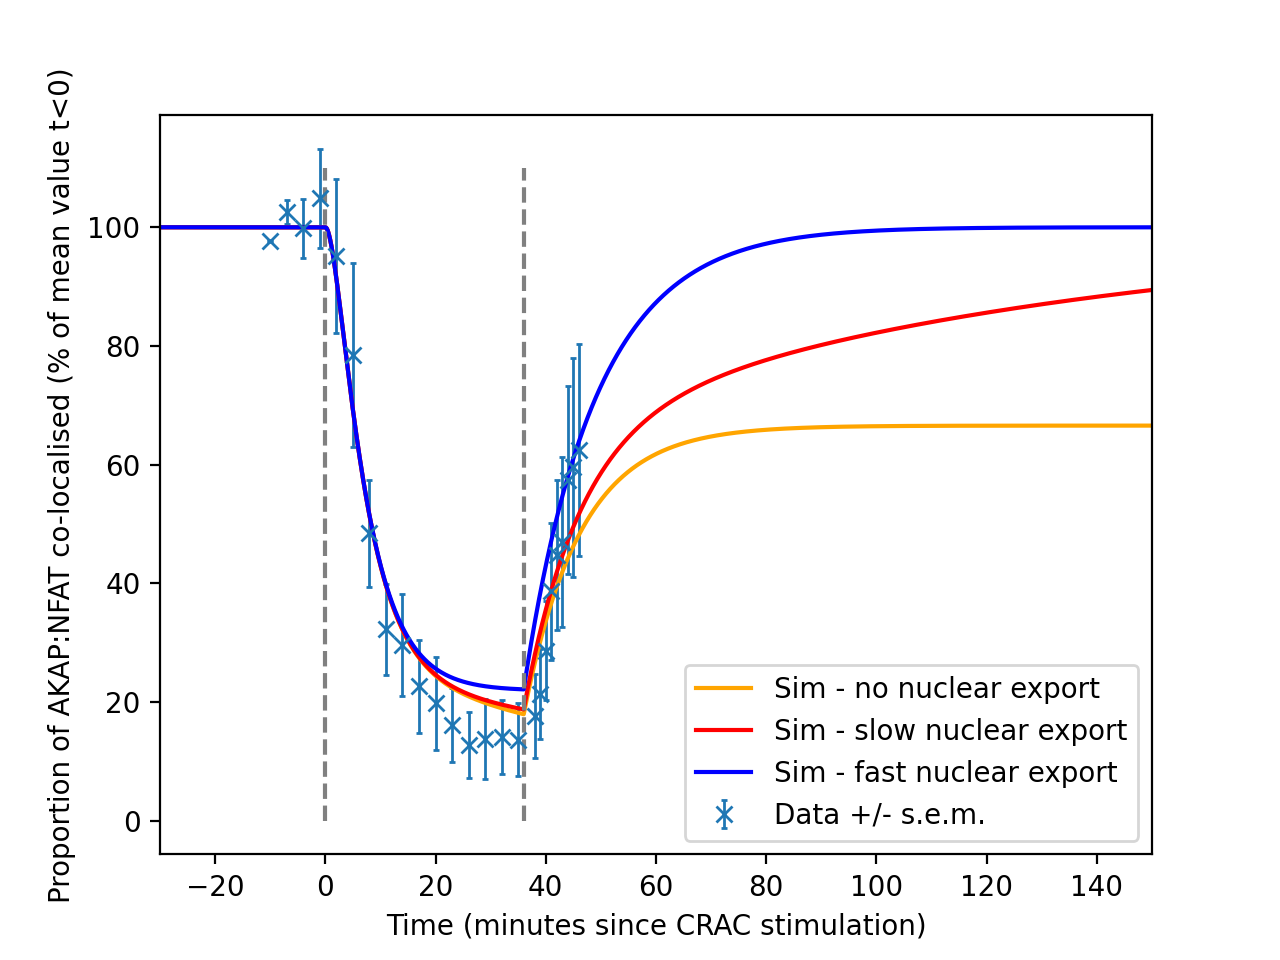 Proportion of AKAP:NFAT co-localised (% of mean value t<0)
100
80
60
40
20
0
−20
0
20
40
60
80
100
120
140
Time (minutes since CRAC stimulation)
Sim - no nuclear export
Sim - slow nuclear export
Sim - fast nuclear export
Data +/- s.e.m.